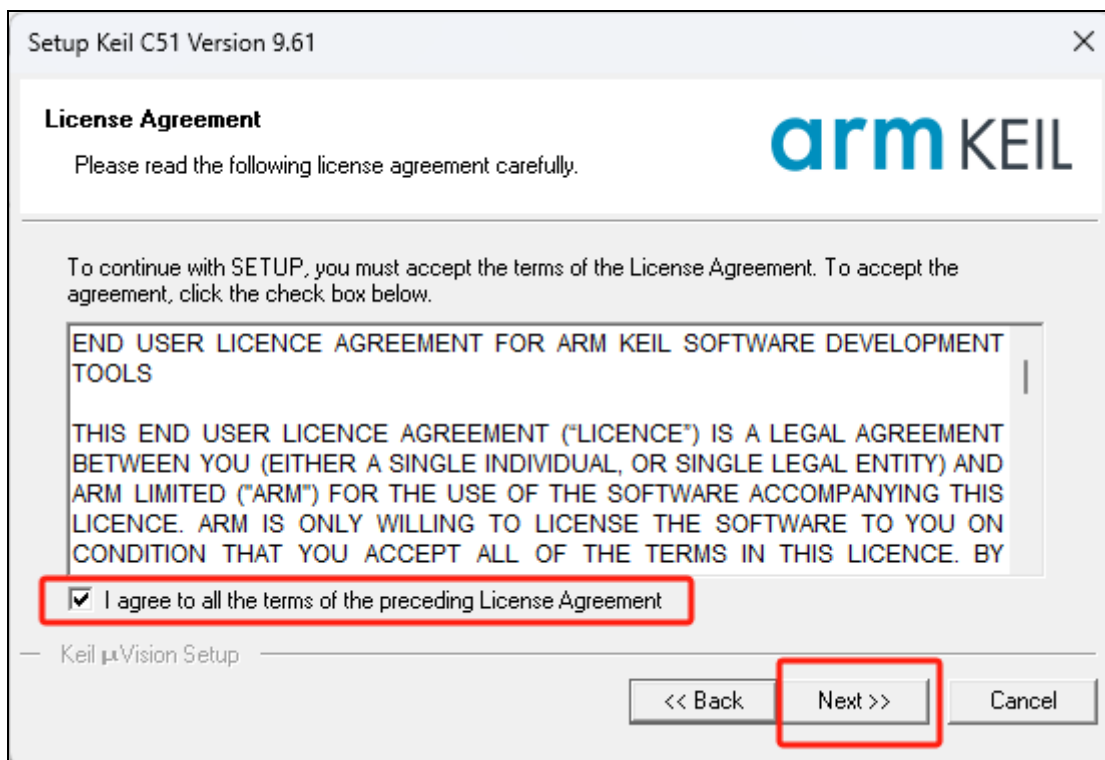 Setup Keil C51 Version 9.61
License Agreement
Please read the following license agreement carefully.
arm KEIL
To continue with SETUP, you must accept the terms of the License Agreement. To accept the
agreement, click the check box below.
END USER LICENCE AGREEMENT FOR ARM KEIL SOFTWARE DEVELOPMENT
TOOLS
THIS END USER LICENCE AGREEMENT (“LICENCE”) IS A LEGAL AGREEMENT
BETWEEN YOU (EITHER A SINGLE INDIVIDUAL, OR SINGLE LEGAL ENTITY) AND
ARM LIMITED ("ARM") FOR THE USE OF THE SOFTWARE ACCOMPANYING THIS
LICENCE. ARM IS ONLY WILLING TO LICENSE THE SOFTWARE TO YOU ON
CONDITION THAT YOU ACCEPT ALL OF THE TERMS IN THIS LICENCE. BY
I agree to all the terms of the preceding License Agreement
Keil µVision Setup
<< Back
Next >>
Cancel